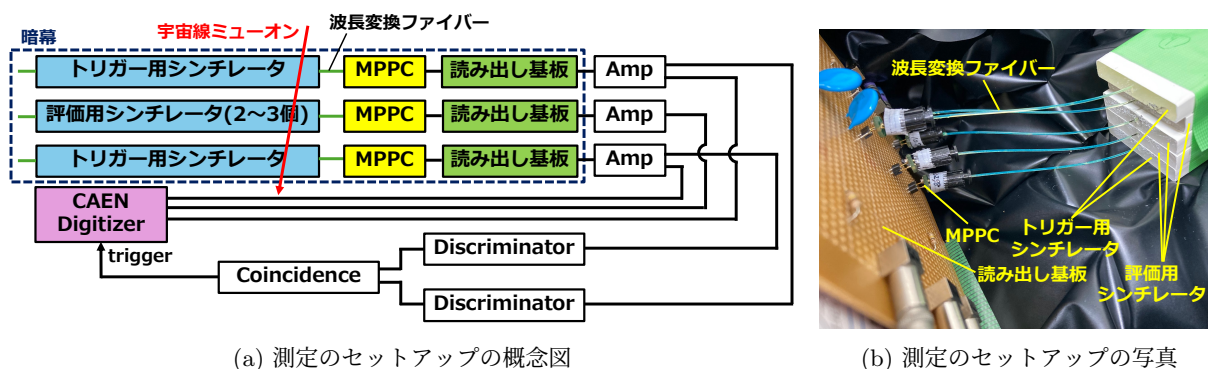 宇宙線ミューオン
波長変換ファイバー
暗幕
トリガー用シンチレータ
MPPC
読み出し基板
Amp
評価用シンチレータ(2～3個)
MPPC
読み出し基板
Amp
トリガー用シンチレータ
MPPC
読み出し基板
Amp
CAEN
Digitizer
trigger
Coincidence
Discriminator
Discriminator
(a) 測定のセットアップの概念図
波長変換ファイバー
MPPC
トリガー用
シンチレータ
読み出し基板
評価用
シンチレータ
(b) 測定のセットアップの写真